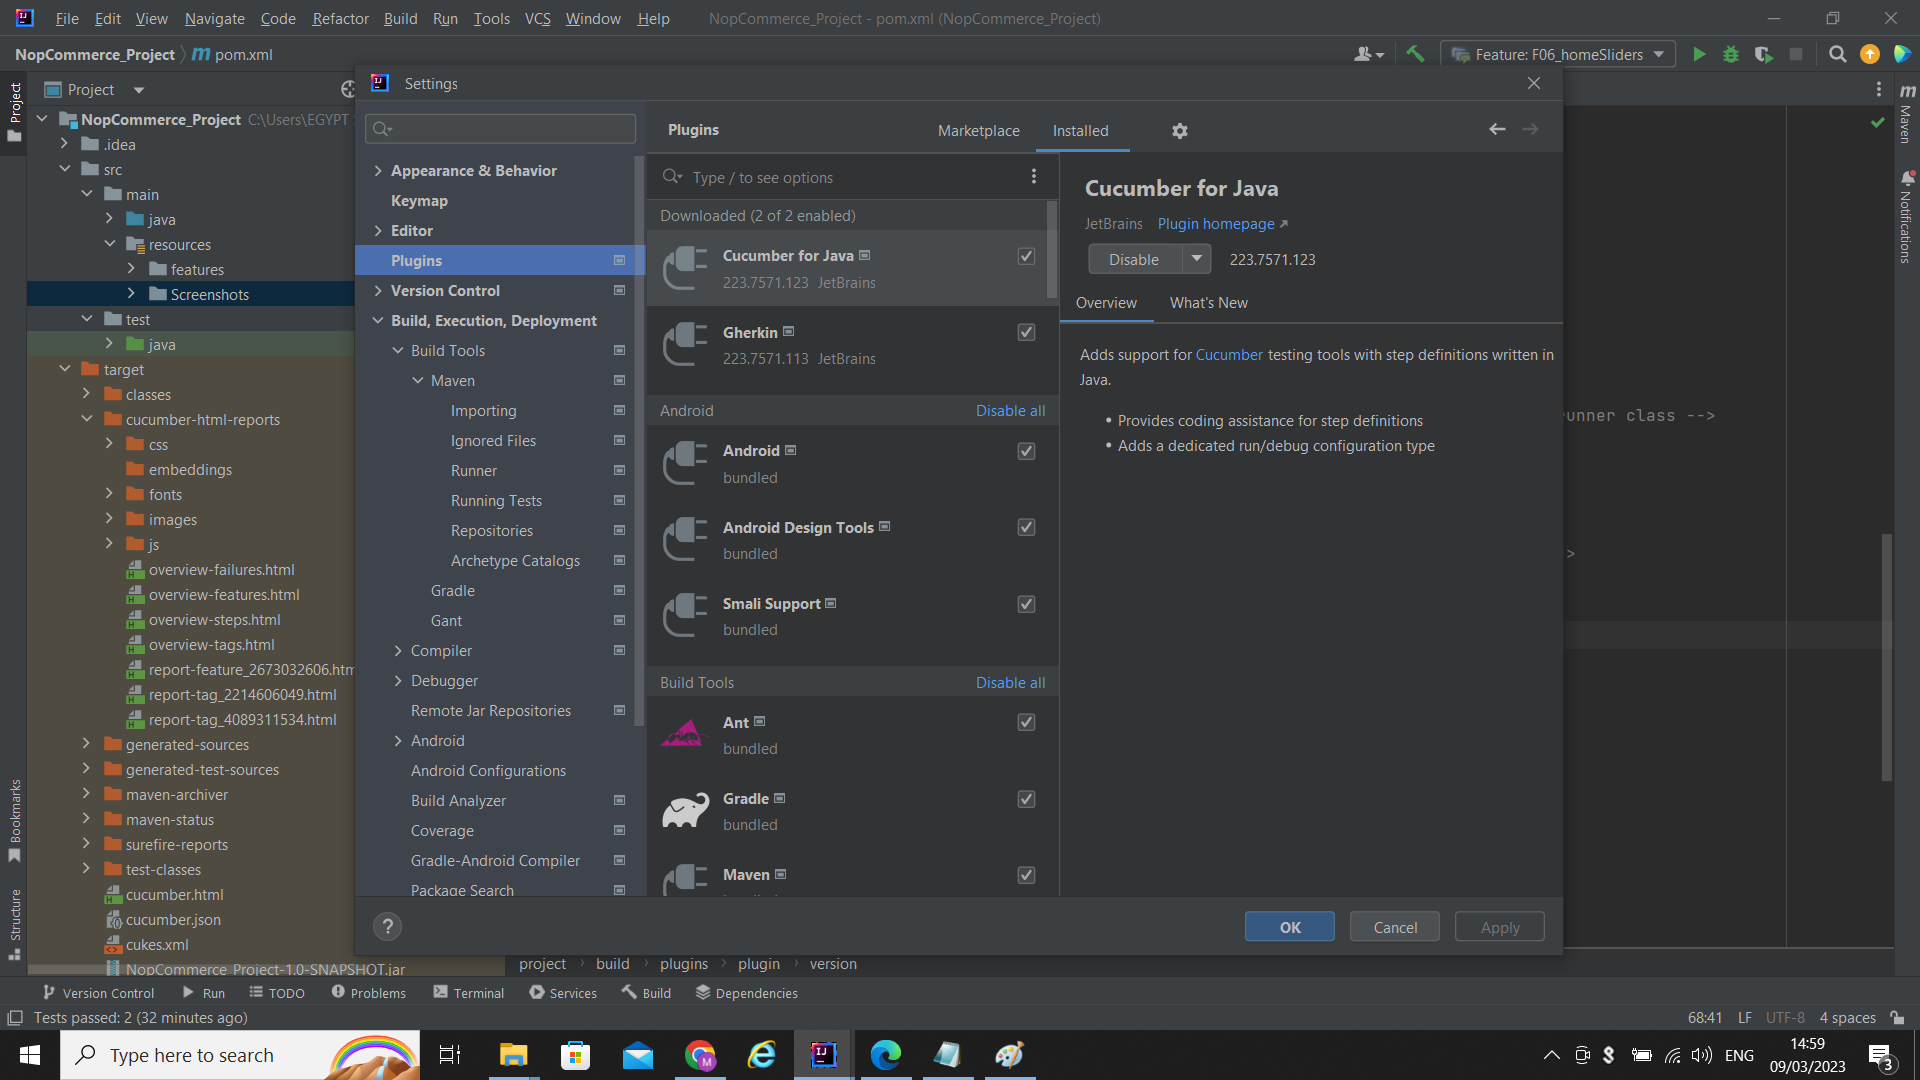 File Edit View Navigate Code Refactor Build Run Tools VCS Window Help NopCommerce_Project - pom.xml (NopCommerce_Project)
NopCommerce_Project pom.xml
Feature: F06_homeSliders
Project
NopCommerce_Project C:\Users\EGYPT
.idea
src
main
java
resources
features
Screenshots
test
java
target
classes
cucumber-html-reports
css
embeddings
fonts
images
js
overview-failures.html
overview-features.html
overview-steps.html
overview-tags.html
report-feature_2673032606.htm
report-tag_2214606049.html
report-tag_4089311534.html
generated-sources
generated-test-sources
maven-archiver
maven-status
surefire-reports
test-classes
cucumber.html
cucumber.json
cukes.xml
NopCommerce_Project-1.0-SNAPSHOT.jar
Project
Bookmarks
Structure
Settings
Appearance & Behavior
Keymap
Editor
Plugins
Version Control
Build, Execution, Deployment
Build Tools
Maven
Importing
Ignored Files
Runner
Running Tests
Repositories
Archetype Catalogs
Gradle
Gant
Compiler
Debugger
Remote Jar Repositories
Android
Android Configurations
Build Analyzer
Coverage
Gradle-Android Compiler
Package Search
Plugins Marketplace Installed
Type / to see options
Downloaded (2 of 2 enabled)
Cucumber for Java
223.7571.123 JetBrains
Gherkin
223.7571.113 JetBrains
Android Disable all
Android
bundled
Android Design Tools
bundled
Smali Support
bundled
Build Tools Disable all
Ant
bundled
Gradle
bundled
Maven
Cucumber for Java
JetBrains Plugin homepage
Disable 223.7571.123
Overview What's New
Adds support for Cucumber testing tools with step definitions written in
Java.
• Provides coding assistance for step definitions
• Adds a dedicated run/debug configuration type
OK Cancel Apply
?
unner class -->
>
Maven
Notifications
project build plugins plugin version
Version Control Run TODO Problems Terminal Services Build Dependencies
Tests passed: 2 (32 minutes ago)
68:41 LF UTF-8 4 spaces
Type here to search
ENG
14:59
09/03/2023
3